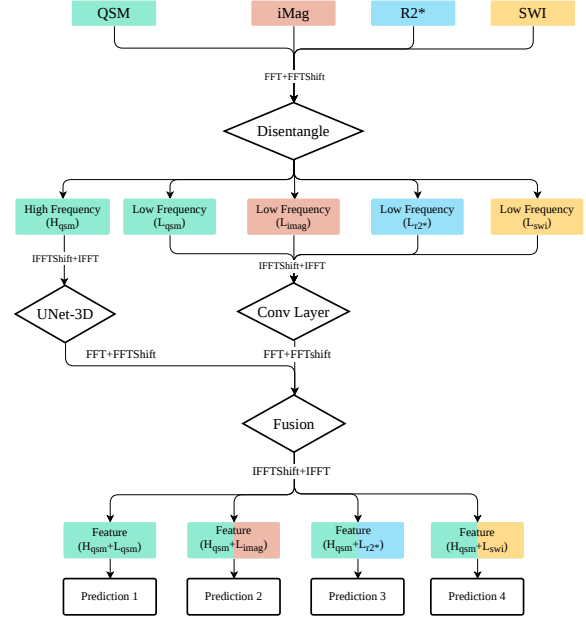 QSM
iMag
R2*
SWI
FFT+FFTShift
Disentangle
High Frequency
(Hqsm)
Low Frequency
(Lqsm)
Low Frequency
(Limag)
Low Frequency
(Lr2*)
Low Frequency
(Lswi)
IFFTShift+IFFT
IFFTShift+IFFT
UNet-3D
Conv Layer
FFT+FFTShift
FFT+FFTshift
Fusion
IFFTShift+IFFT
Feature
(Hqsm+Lqsm)
Feature
(Hqsm+Limag)
Feature
(Hqsm+Lr2*)
Feature
(Hqsm+Lswi)
Prediction 1
Prediction 2
Prediction 3
Prediction 4